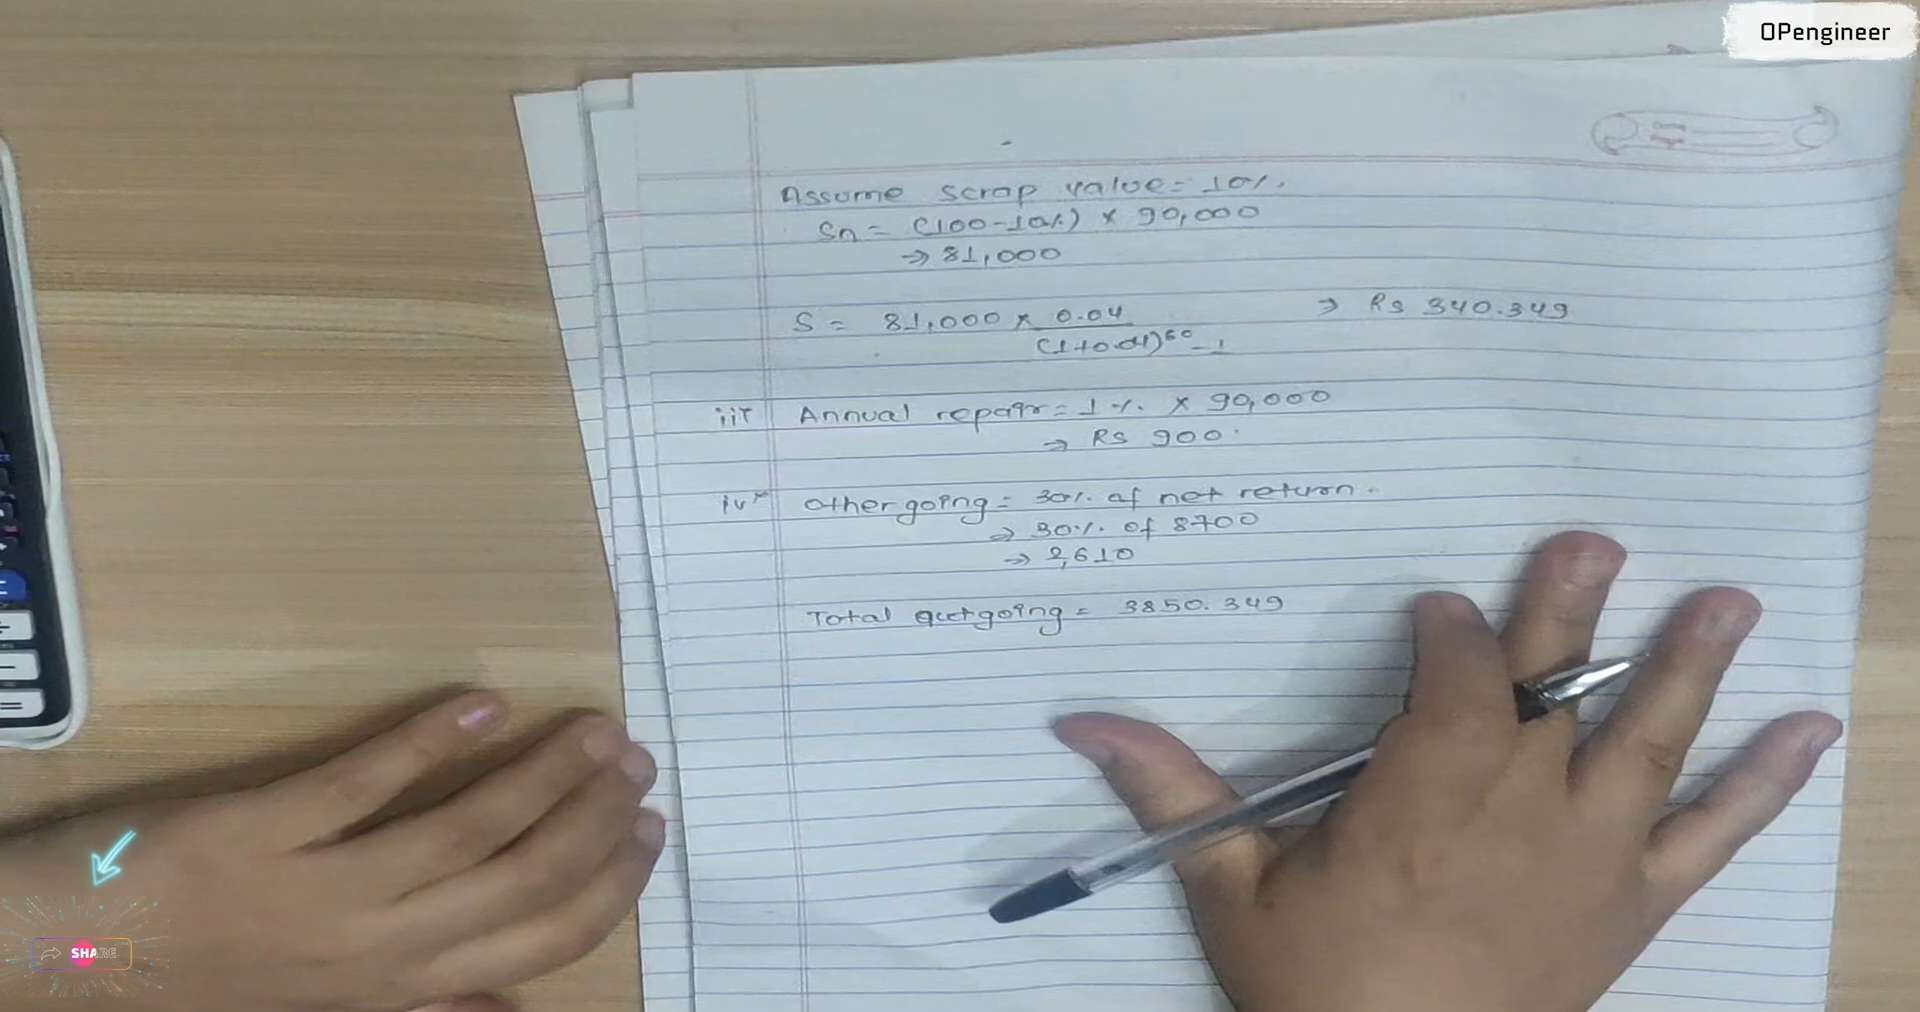 OPengineer
Assume scrap value = 10%.
Sn = (100-10%) × 90,000
⇒ 81,000
S = 81,000 × 0.04 ⇒ Rs 340.349
(1+0.04)⁶⁰ - 1
iii Annual repair = 1 %. × 90,000
⇒ Rs 900.
iv other going = 30%. of net return.
⇒ 30%. of 8700
⇒ 2,610
Total outgoing = 3850.349
SHARE